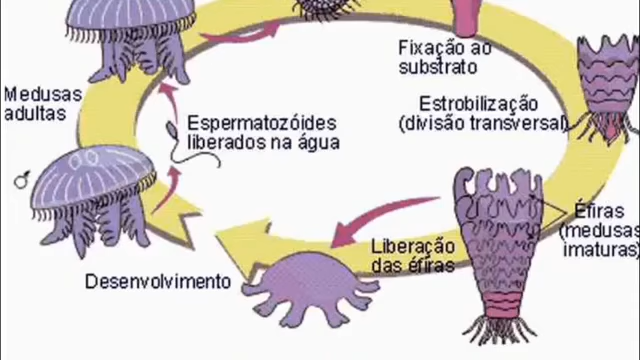 Fixação ao
substrato
Medusas
adultas
Estrobilização
(divisão transversal)
Espermatozóides
liberados na água
♂
Éfiras
(medusas
imaturas)
Liberação
das éfiras
Desenvolvimento